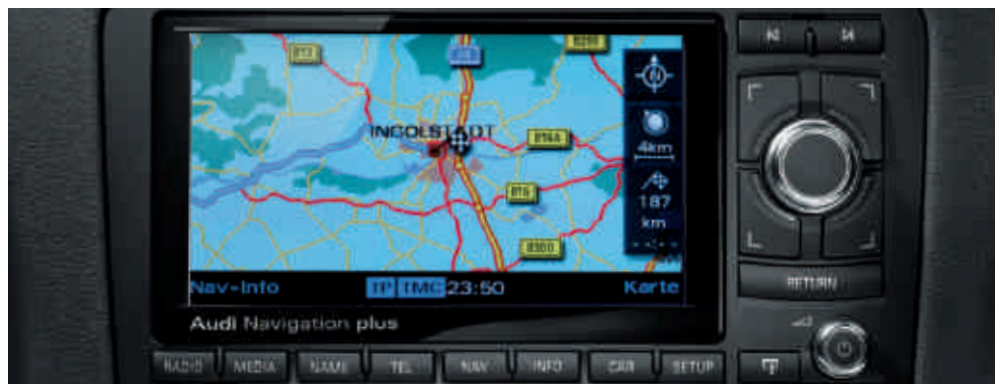 B13
INGOLSTADT
B16A
4km
B16
187
km
B300
Nav-Info
TP TMC 23:50
Karte
RETURN
Audi Navigation plus
RADIO MEDIA NAME TEL NAV INFO CAR SETUP